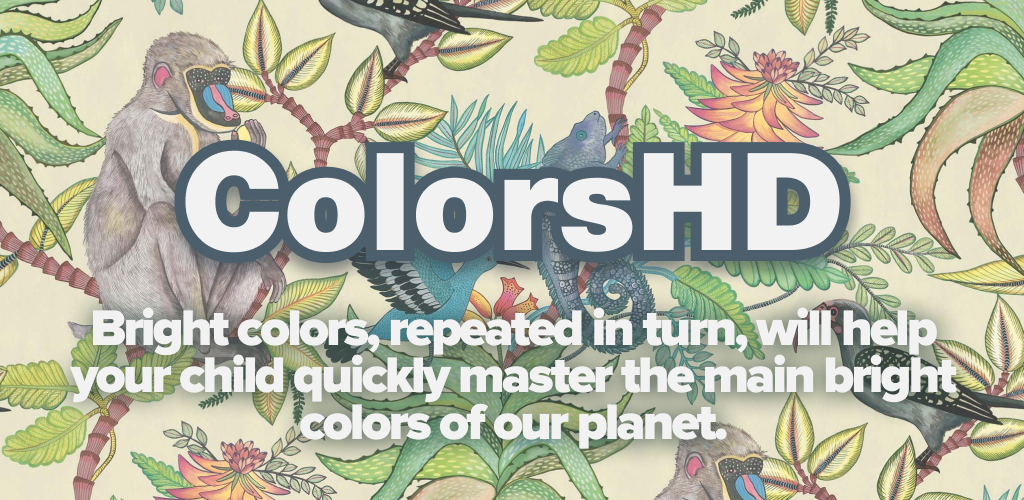 ColorsHD
Bright colors, repeated in turn, will help
your child quickly master the main bright
colors of our planet.